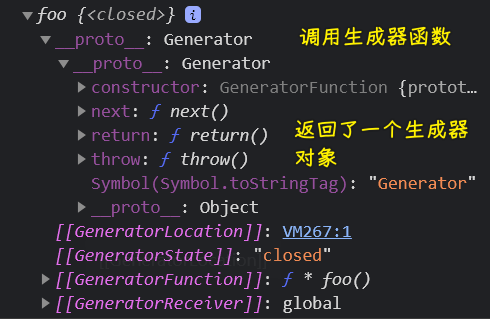 foo {<closed>} i
__proto__: Generator
调用生成器函数
__proto__: Generator
constructor: GeneratorFunction {protot…
next: ƒ next()
return: ƒ return()
返回了一个生成器
throw: ƒ throw()
对象
Symbol(Symbol.toStringTag): "Generator"
__proto__: Object
[[GeneratorLocation]]: VM267:1
[[GeneratorState]]: "closed"
[[GeneratorFunction]]: ƒ * foo()
[[GeneratorReceiver]]: global